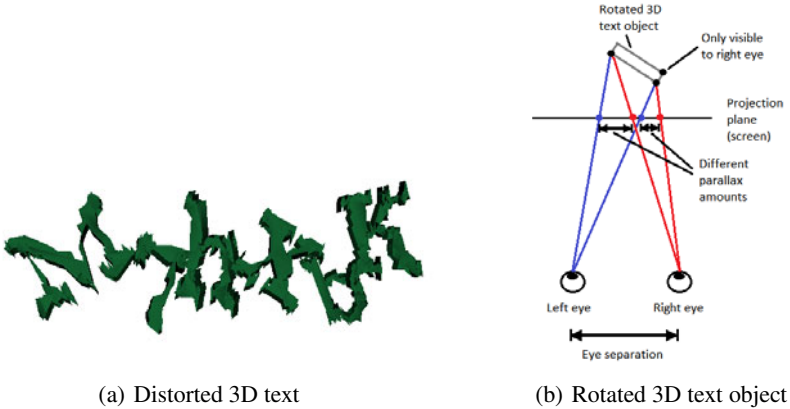 Rotated 3D
text object
Only visible
to right eye
Projection
plane
(screen)
Different
parallax
amounts
Left eye
Right eye
Eye separation
(a) Distorted 3D text
(b) Rotated 3D text object